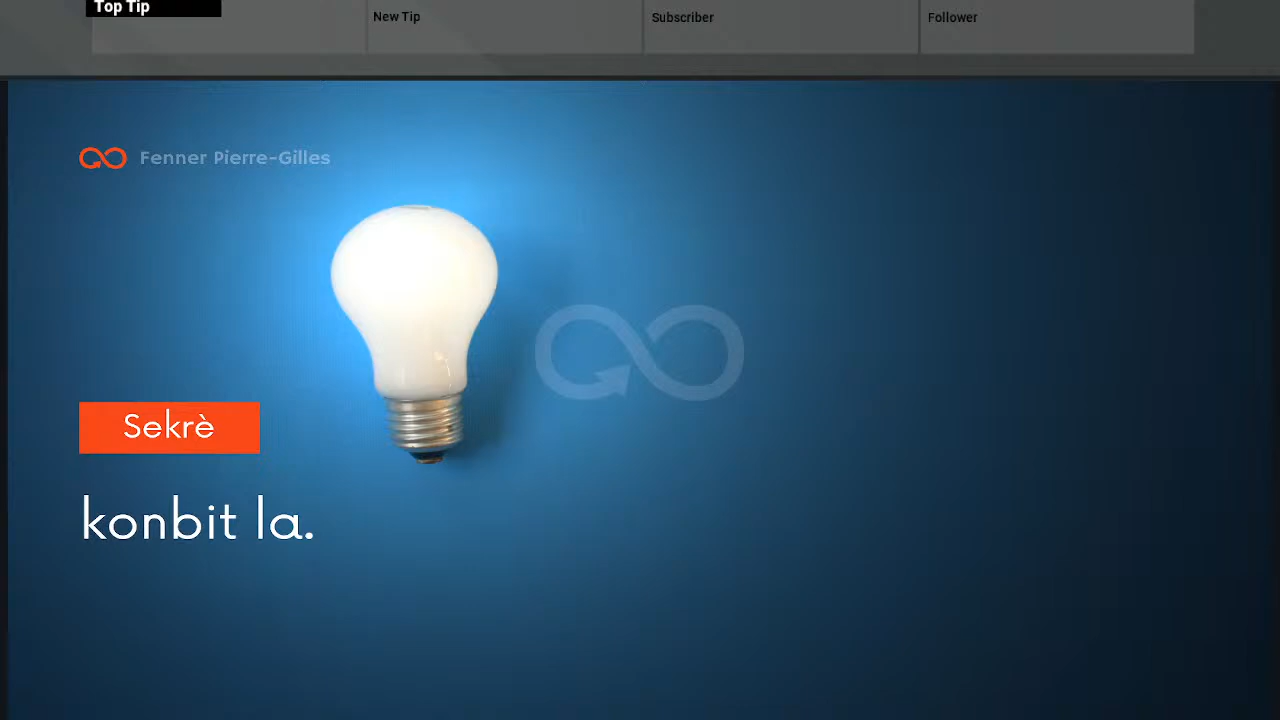 Top Tip
New Tip
Subscriber
Follower
Fenner Pierre-Gilles
Sekrè
konbit la.